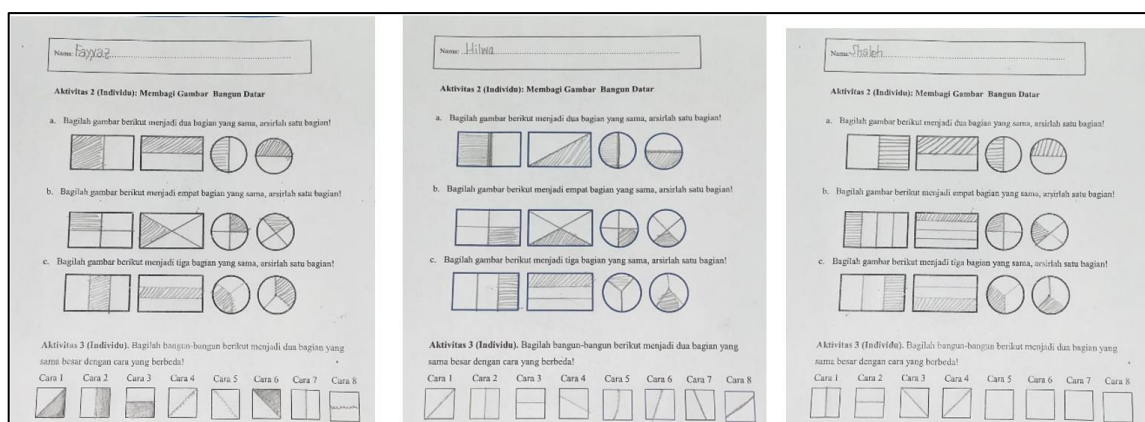 Nama: Fayyaz
Aktivitas 2 (Individu): Membagi Gambar Bangun Datar
a. Bagilah gambar berikut menjadi dua bagian yang sama, arsirlah satu bagian!
b. Bagilah gambar berikut menjadi empat bagian yang sama, arsirlah satu bagian!
c. Bagilah gambar berikut menjadi tiga bagian yang sama, arsirlah satu bagian!
Aktivitas 3 (Individu). Bagilah bangun-bangun berikut menjadi dua bagian yang
sama besar dengan cara yang berbeda!
Cara 1 Cara 2 Cara 3 Cara 4 Cara 5 Cara 6 Cara 7 Cara 8
Nama: Hilwa
Aktivitas 2 (Individu): Membagi Gambar Bangun Datar
a. Bagilah gambar berikut menjadi dua bagian yang sama, arsirlah satu bagian!
b. Bagilah gambar berikut menjadi empat bagian yang sama, arsirlah satu bagian!
c. Bagilah gambar berikut menjadi tiga bagian yang sama, arsirlah satu bagian!
Aktivitas 3 (Individu). Bagilah bangun-bangun berikut menjadi dua bagian yang
sama besar dengan cara yang berbeda!
Cara 1 Cara 2 Cara 3 Cara 4 Cara 5 Cara 6 Cara 7 Cara 8
Nama: Shaleh
Aktivitas 2 (Individu): Membagi Gambar Bangun Datar
a. Bagilah gambar berikut menjadi dua bagian yang sama, arsirlah satu bagian!
b. Bagilah gambar berikut menjadi empat bagian yang sama, arsirlah satu bagian!
c. Bagilah gambar berikut menjadi tiga bagian yang sama, arsirlah satu bagian!
Aktivitas 3 (Individu). Bagilah bangun-bangun berikut menjadi dua bagian yang
sama besar dengan cara yang berbeda!
Cara 1 Cara 2 Cara 3 Cara 4 Cara 5 Cara 6 Cara 7 Cara 8